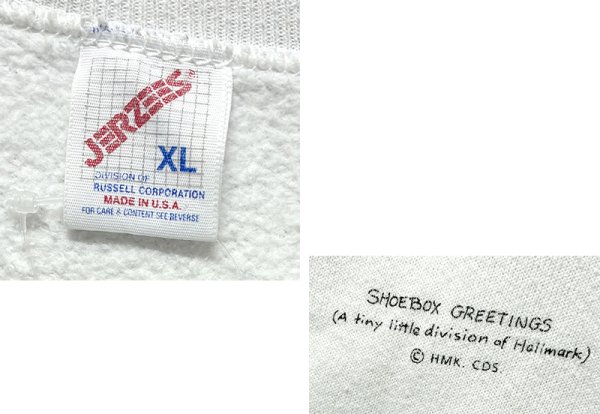 JERZEES
XL
DIVISION OF
RUSSELL CORPORATION
MADE IN U.S.A.
FOR CARE & CONTENT SEE REVERSE
SHOEBOX GREETINGS
(A tiny little division of Hallmark)
© HMK. CDS.